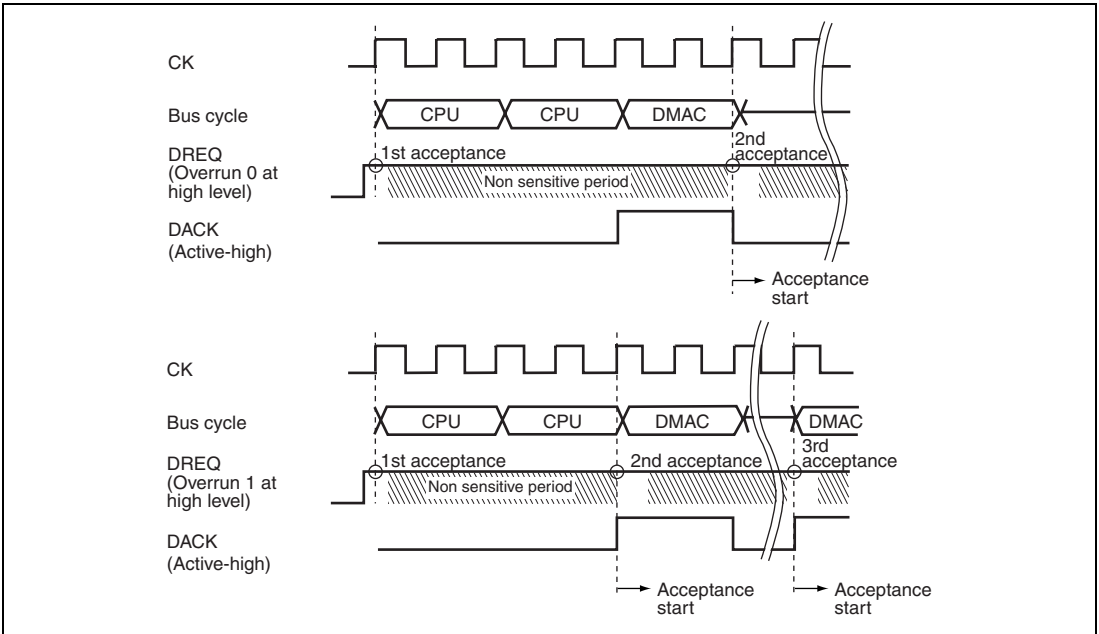 CK
Bus cycle
CPU
CPU
DMAC
DREQ
(Overrun 0 at
high level)
1st acceptance
2nd
acceptance
Non sensitive period
DACK
(Active-high)
Acceptance
start
CK
Bus cycle
CPU
CPU
DMAC
DMAC
DREQ
(Overrun 1 at
high level)
1st acceptance
2nd acceptance
3rd
acceptance
Non sensitive period
DACK
(Active-high)
Acceptance
start
Acceptance
start